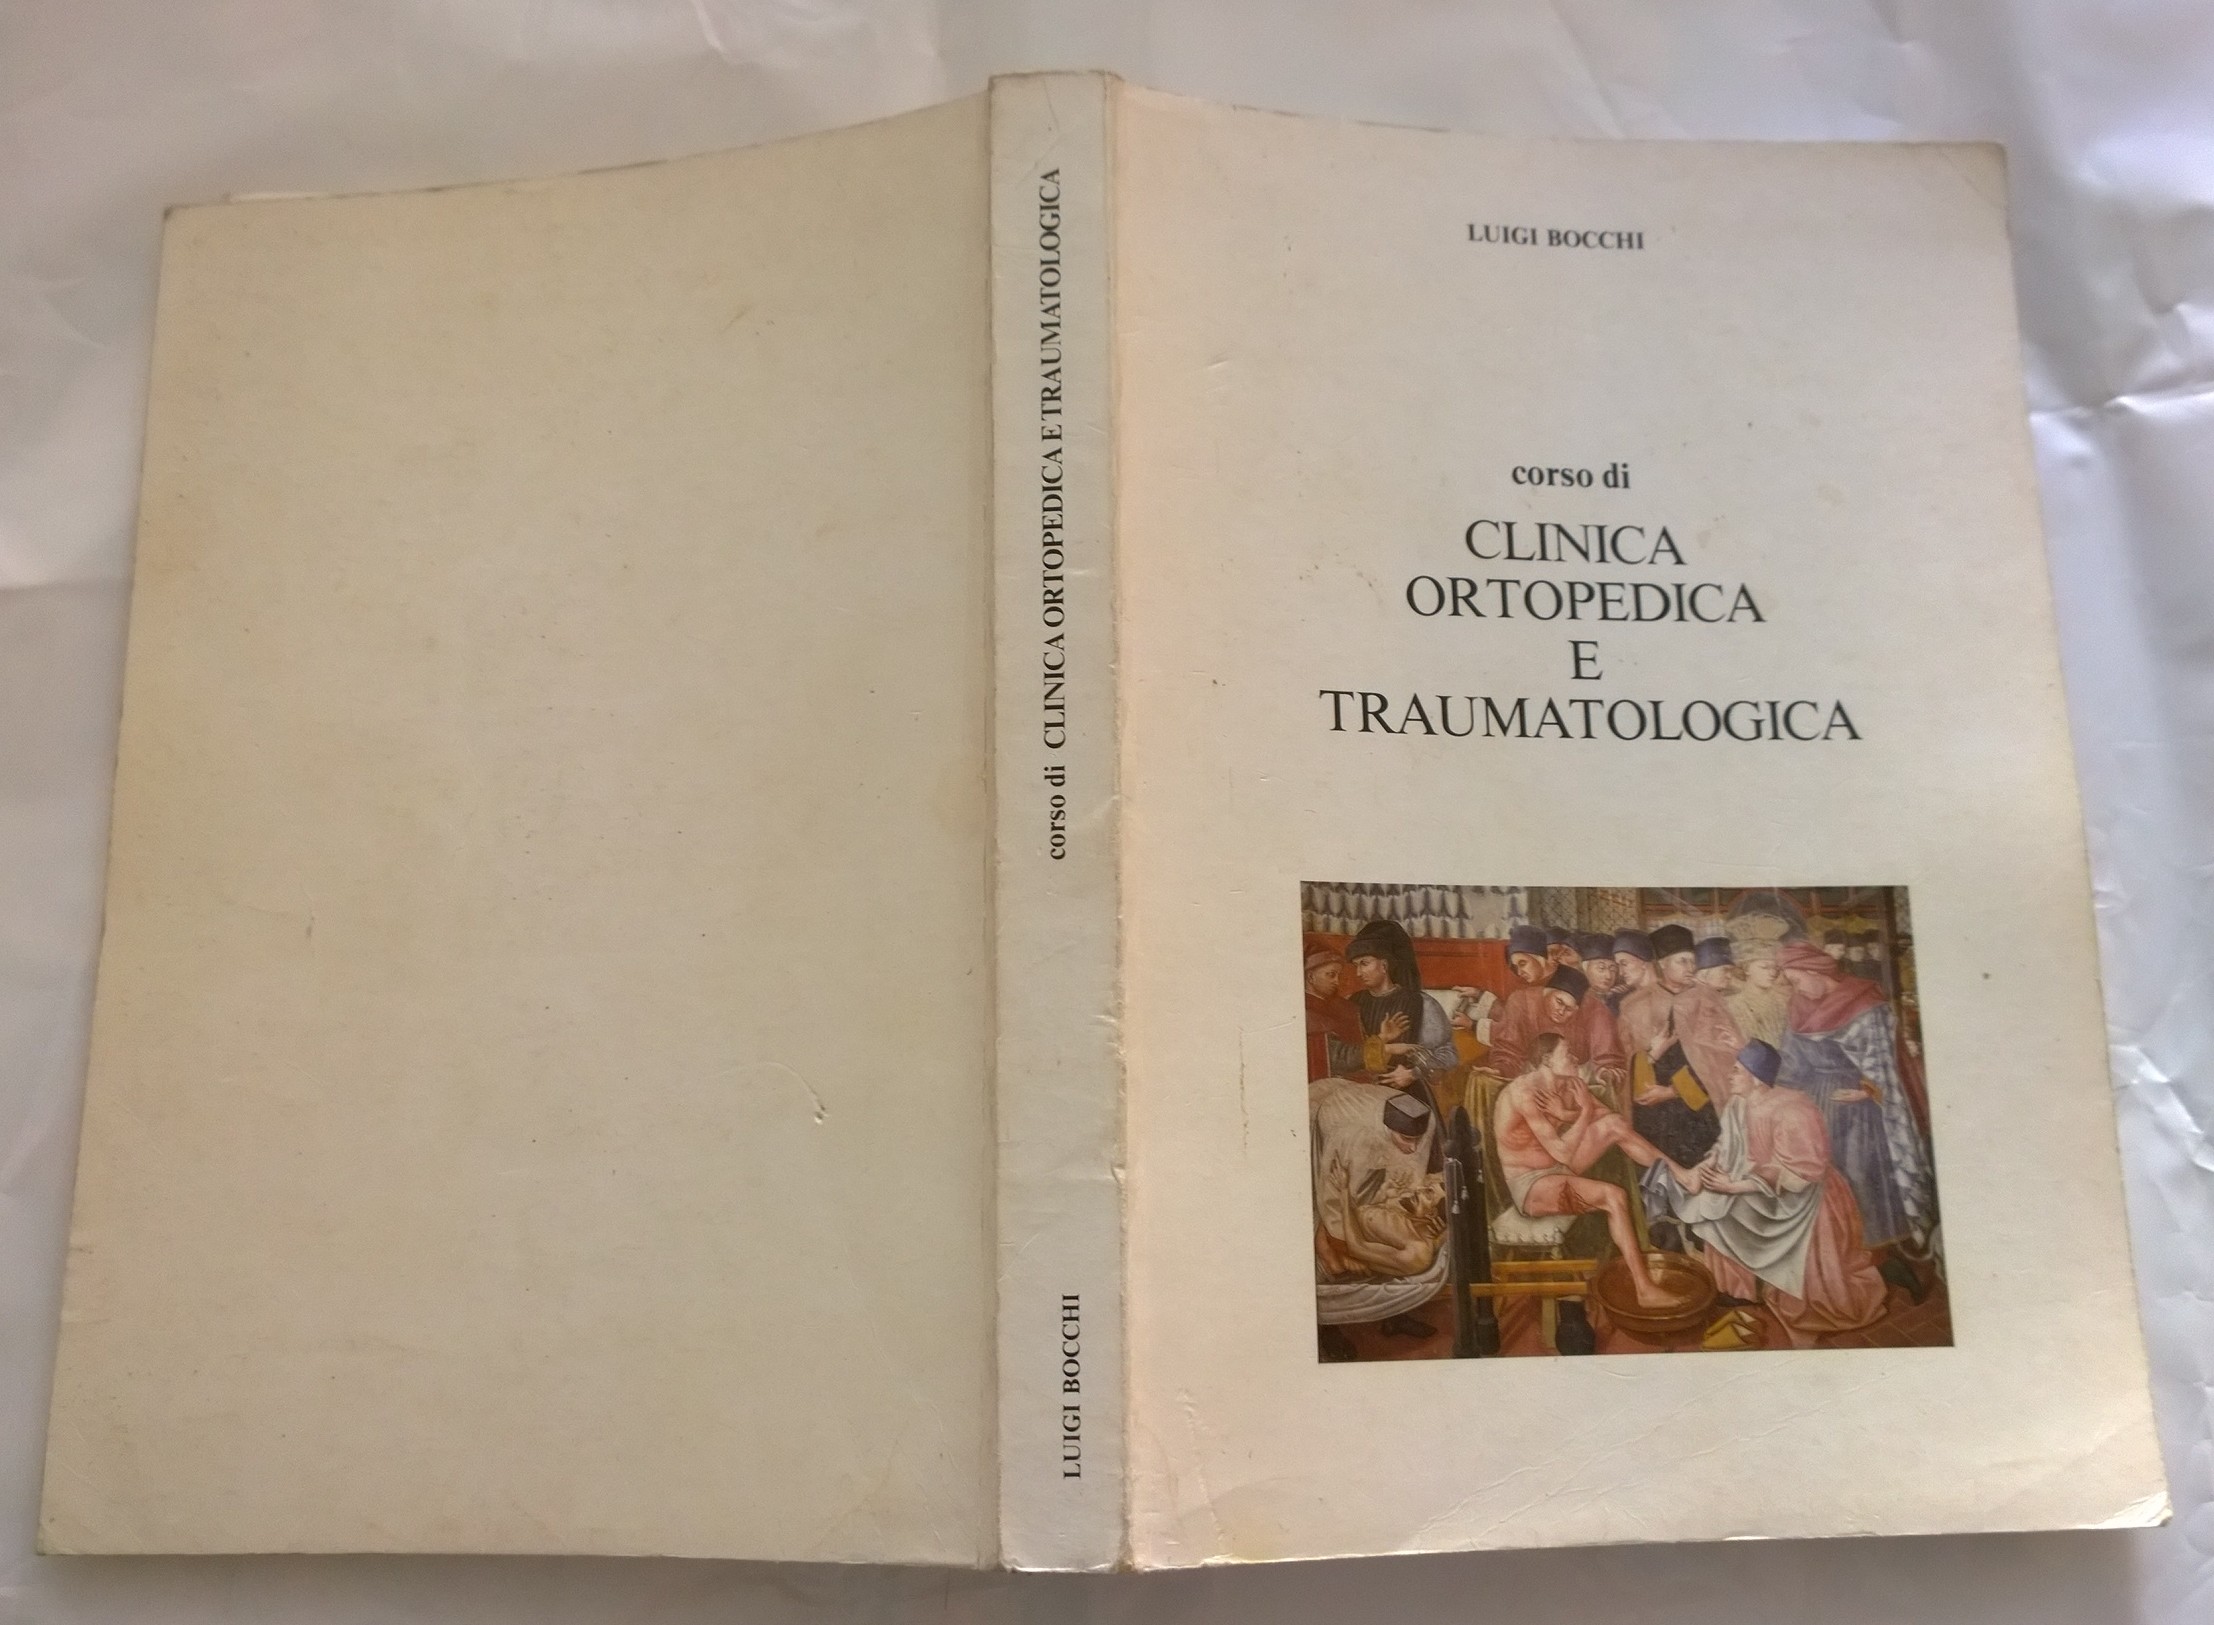 corso di CLINICA ORTOPEDICA E TRAUMATOLOGICA
LUIGI BOCCHI
LUIGI BOCCHI
corso di
CLINICA
ORTOPEDICA
E
TRAUMATOLOGICA